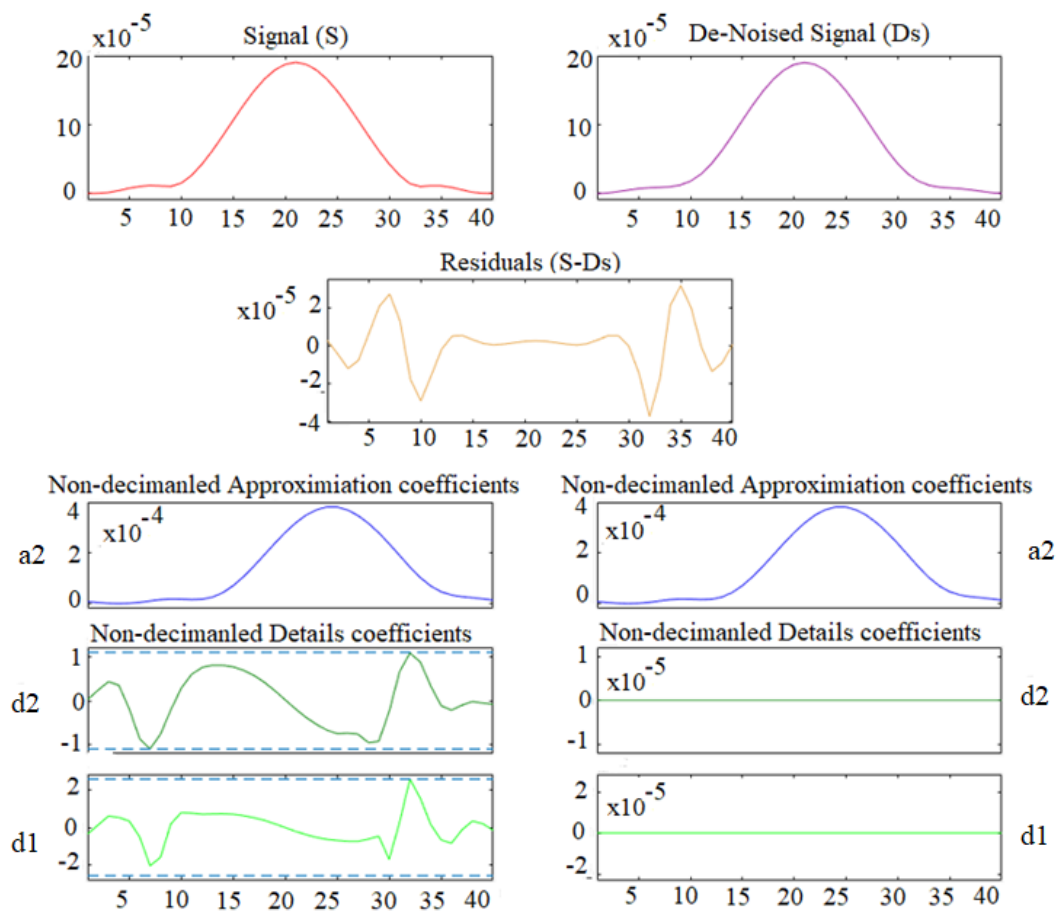 x10-5
Signal (S)
20
10
0
5 10 15 20 25 30 35 40
x10-5
De-Noised Signal (Ds)
20
10
0
5 10 15 20 25 30 35 40
Residuals (S-Ds)
x10-5
2
0
-2
-4
5 10 15 20 25 30 35 40
Non-decimanled Approximiation coefficients
a2
x10-4
4
2
0
Non-decimanled Details coefficients
d2
1
0
-1
d1
2
0
-2
5 10 15 20 25 30 35 40
Non-decimanled Approximiation coefficients
x10-4
4
2
0
a2
Non-decimanled Details coefficients
x10-5
1
0
-1
d2
x10-5
2
0
-2
d1
5 10 15 20 25 30 35 40